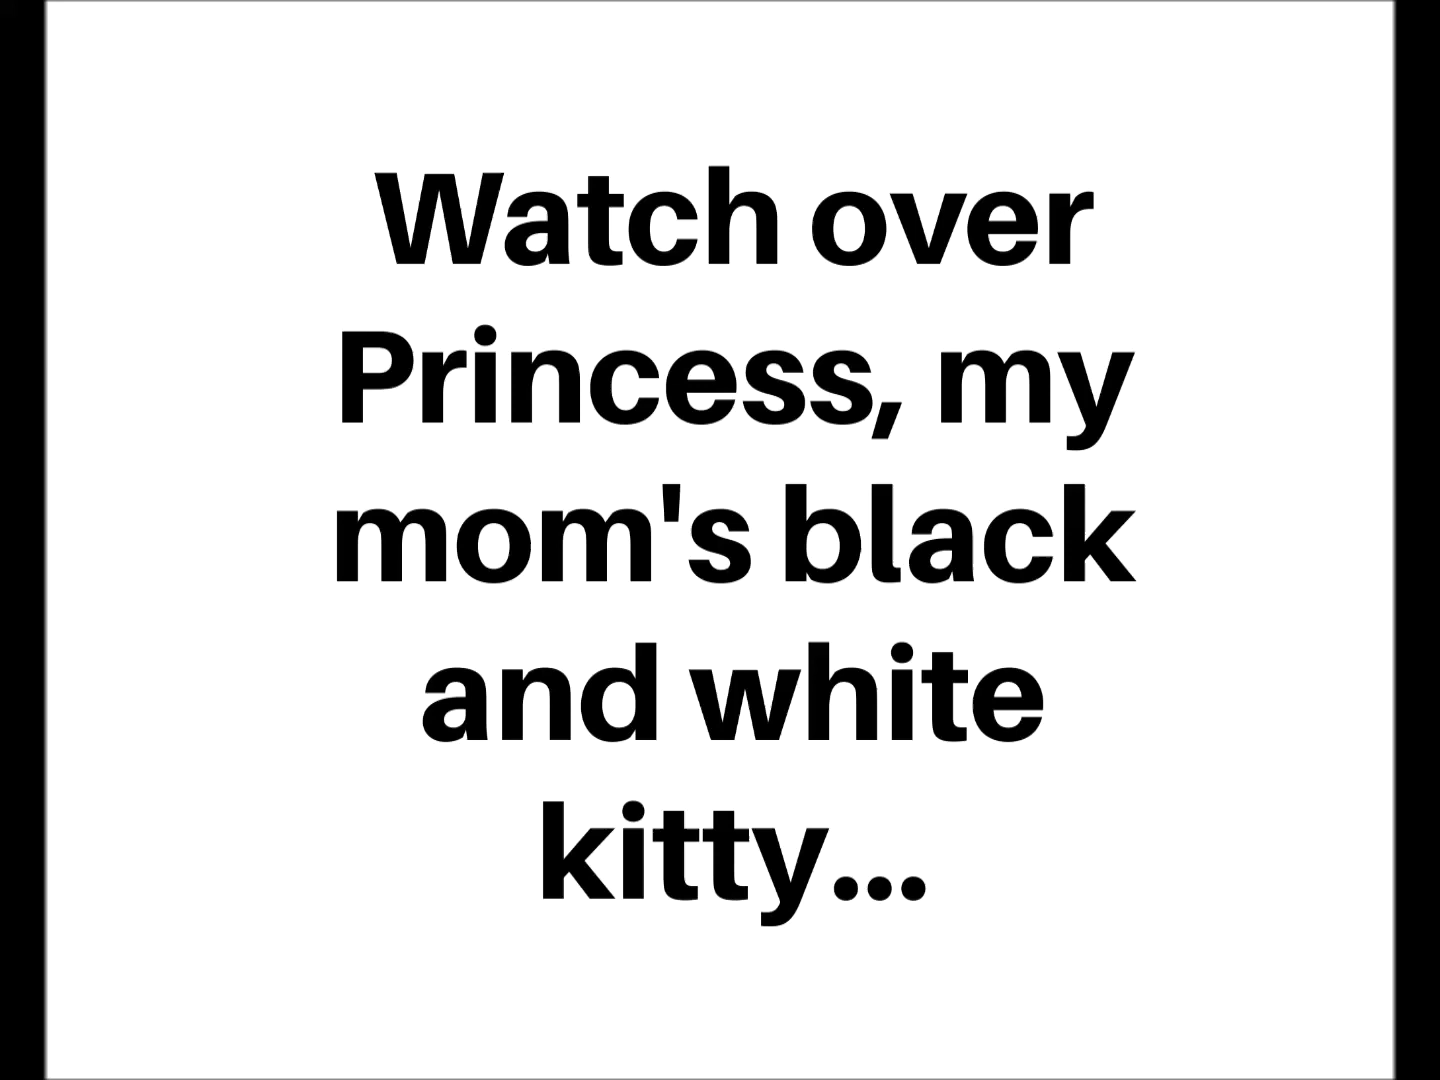 Watch over
Princess, my
mom's black
and white
kitty...